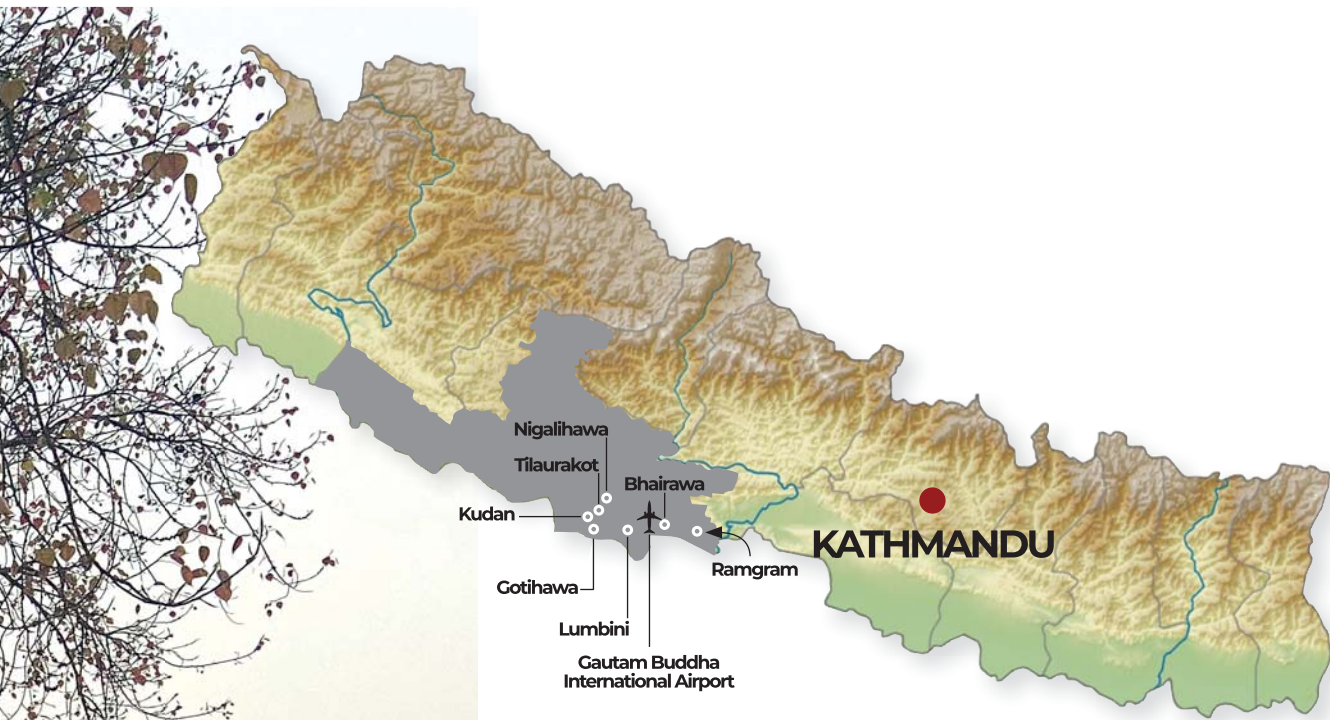 Nigalihawa
Tilaurakot
Bhairawa
Kudan
KATHMANDU
Ramgram
Gotihawa
Lumbini
Gautam Buddha
International Airport